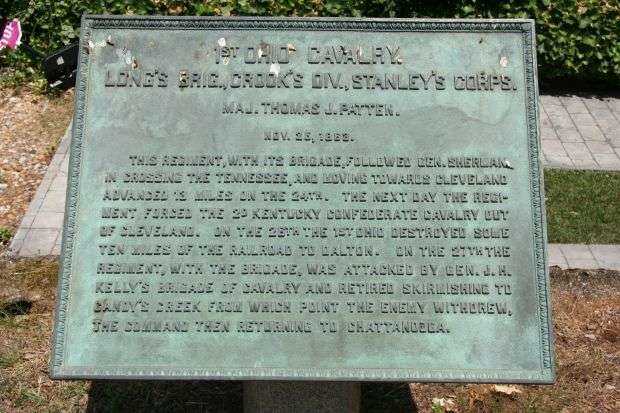 1ST OHIO CAVALRY.
LONG'S BRIG., CROOK'S DIV., STANLEY'S CORPS.
MAJ. THOMAS J. PATTEN.
NOV. 25, 1863.
THIS REGIMENT, WITH ITS BRIGADE, FOLLOWED GEN. SHERMAN,
IN CROSSING THE TENNESSEE, AND MOVING TOWARDS CLEVELAND
ADVANCED 13 MILES ON THE 24TH. THE NEXT DAY THE REGI-
MENT FORCED THE 2D KENTUCKY CONFEDERATE CAVALRY OUT
OF CLEVELAND. ON THE 26TH THE 1ST OHIO DESTROYED SOME
TEN MILES OF THE RAILROAD TO DALTON. ON THE 27TH THE
REGIMENT, WITH THE BRIGADE, WAS ATTACKED BY GEN. J. H.
KELLY'S BRIGADE OF CAVALRY AND RETIRED SKIRMISHING TO
CANDY'S CREEK FROM WHICH POINT THE ENEMY WITHDREW,
THE COMMAND THEN RETURNING TO CHATTANOOGA.